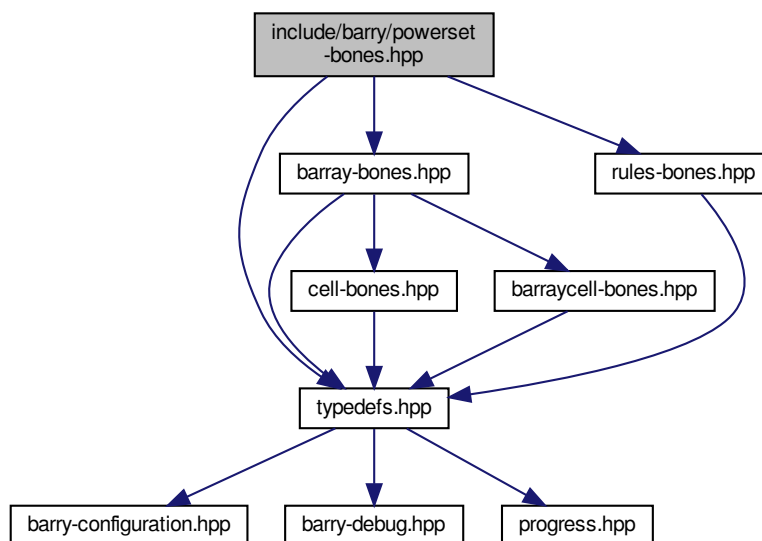 include/barry/powerset
-bones.hpp
barray-bones.hpp
rules-bones.hpp
cell-bones.hpp
barraycell-bones.hpp
typedefs.hpp
barry-configuration.hpp
barry-debug.hpp
progress.hpp